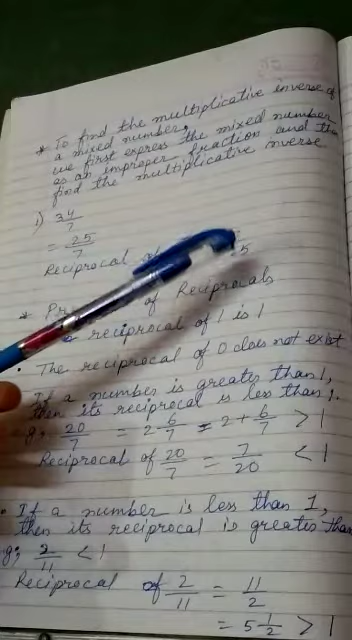 * To find the multiplicative inverse of
a mixed number,
we first express the mixed number
as an improper fraction and then
find the multiplicative inverse
1) 3 4/7
= 25/7
Reciprocal of
* of Reciprocals
reciprocal of 1 is 1
• The reciprocal of 0 does not exist
If a number is greater than 1,
then its reciprocal is less than 1.
g; 20/7 = 2 6/7 = 2 + 6/7 > 1
Reciprocal of 20/7 = 7/20 < 1
• If a number is less than 1,
then its reciprocal is greater than
g; 2/11 < 1
Reciprocal of 2/11 = 11/2
= 5 1/2 > 1